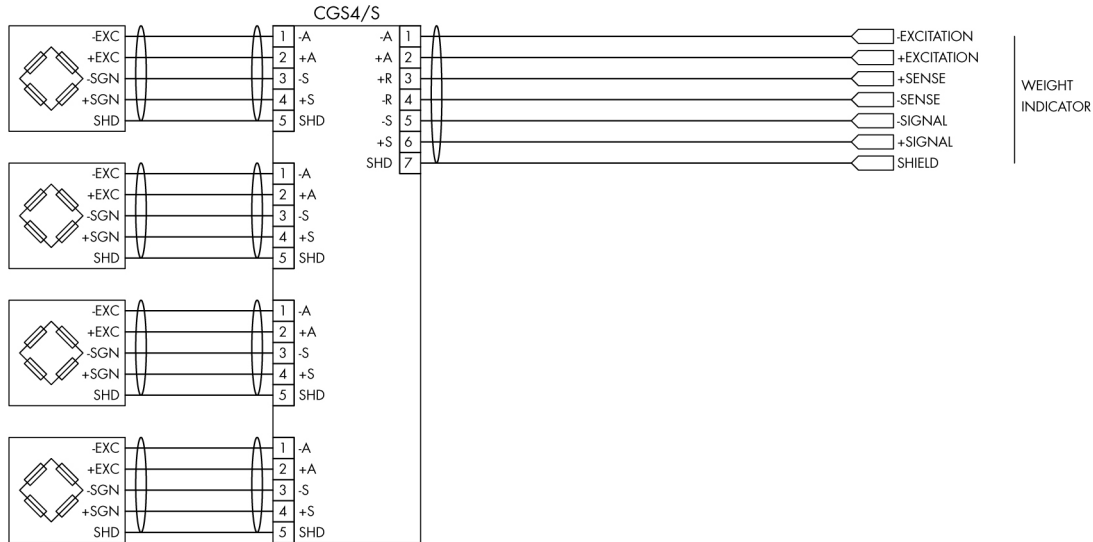 CGS4/S
-EXC 1 -A -A 1 -EXCITATION
+EXC 2 +A +A 2 +EXCITATION
-SGN 3 -S +R 3 +SENSE
+SGN 4 +S -R 4 -SENSE
SHD 5 SHD -S 5 -SIGNAL
+S 6 +SIGNAL
SHD 7 SHIELD
WEIGHT
INDICATOR
-EXC 1 -A
+EXC 2 +A
-SGN 3 -S
+SGN 4 +S
SHD 5 SHD
-EXC 1 -A
+EXC 2 +A
-SGN 3 -S
+SGN 4 +S
SHD 5 SHD
-EXC 1 -A
+EXC 2 +A
-SGN 3 -S
+SGN 4 +S
SHD 5 SHD